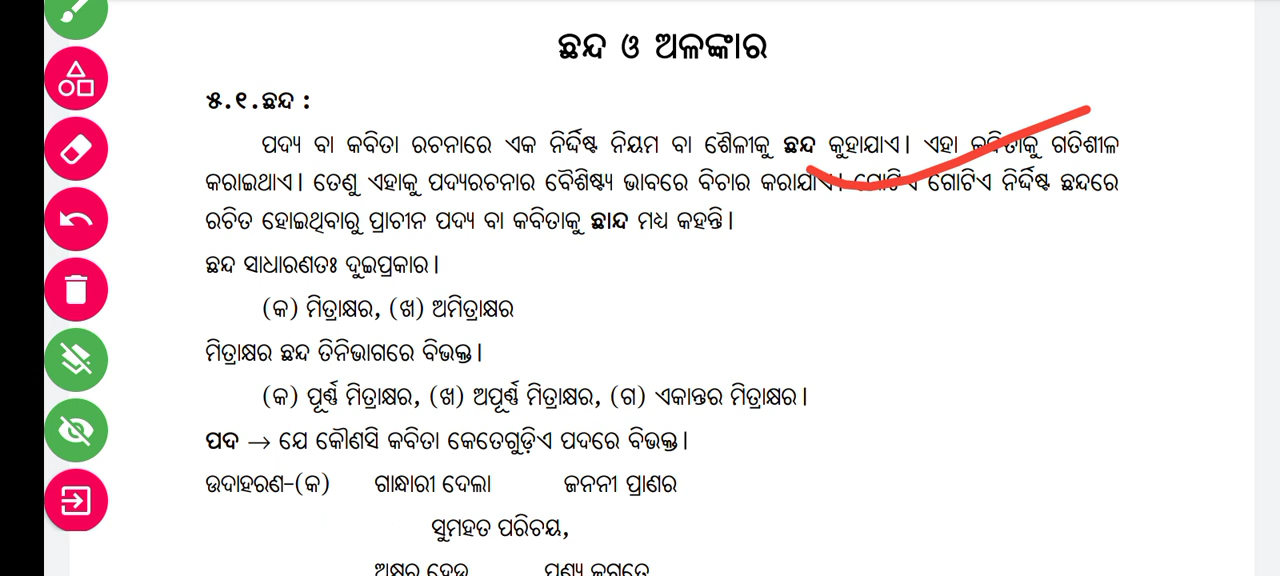 ଛନ୍ଦ ଓ ଅଳଙ୍କାର
୫.୧.ଛନ୍ଦ :
ପଦ୍ୟ ବା କବିତା ରଚନାରେ ଏକ ନିର୍ଦ୍ଦିଷ୍ଟ ନିୟମ ବା ଶୈଳୀକୁ ଛନ୍ଦ କୁହାଯାଏ। ଏହା କବିତାକୁ ଗତିଶୀଳ
କରାଇଥାଏ। ତେଣୁ ଏହାକୁ ପଦ୍ୟରଚନାର ବୈଶିଷ୍ଟ୍ୟ ଭାବରେ ବିଚାର କରାଯାଏ। ଗୋଟିଏ ଗୋଟିଏ ନିର୍ଦ୍ଦିଷ୍ଟ ଛନ୍ଦରେ
ରଚିତ ହୋଇଥିବାରୁ ପ୍ରାଚୀନ ପଦ୍ୟ ବା କବିତାକୁ ଛାନ୍ଦ ମଧ୍ୟ କହନ୍ତି।
ଛନ୍ଦ ସାଧାରଣତଃ ଦୁଇପ୍ରକାର।
(କ) ମିତ୍ରାକ୍ଷର, (ଖ) ଅମିତ୍ରାକ୍ଷର
ମିତ୍ରାକ୍ଷର ଛନ୍ଦ ତିନିଭାଗରେ ବିଭକ୍ତ।
(କ) ପୂର୍ଣ୍ଣ ମିତ୍ରାକ୍ଷର, (ଖ) ଅପୂର୍ଣ୍ଣ ମିତ୍ରାକ୍ଷର, (ଗ) ଏକାନ୍ତର ମିତ୍ରାକ୍ଷର।
ପଦ → ଯେ କୌଣସି କବିତା କେତେଗୁଡ଼ିଏ ପଦରେ ବିଭକ୍ତ।
ଉଦାହରଣ-(କ) ଗାନ୍ଧାରୀ ଦେଲା ଜନନୀ ପ୍ରାଣର
ସୁମହତ ପରିଚୟ,